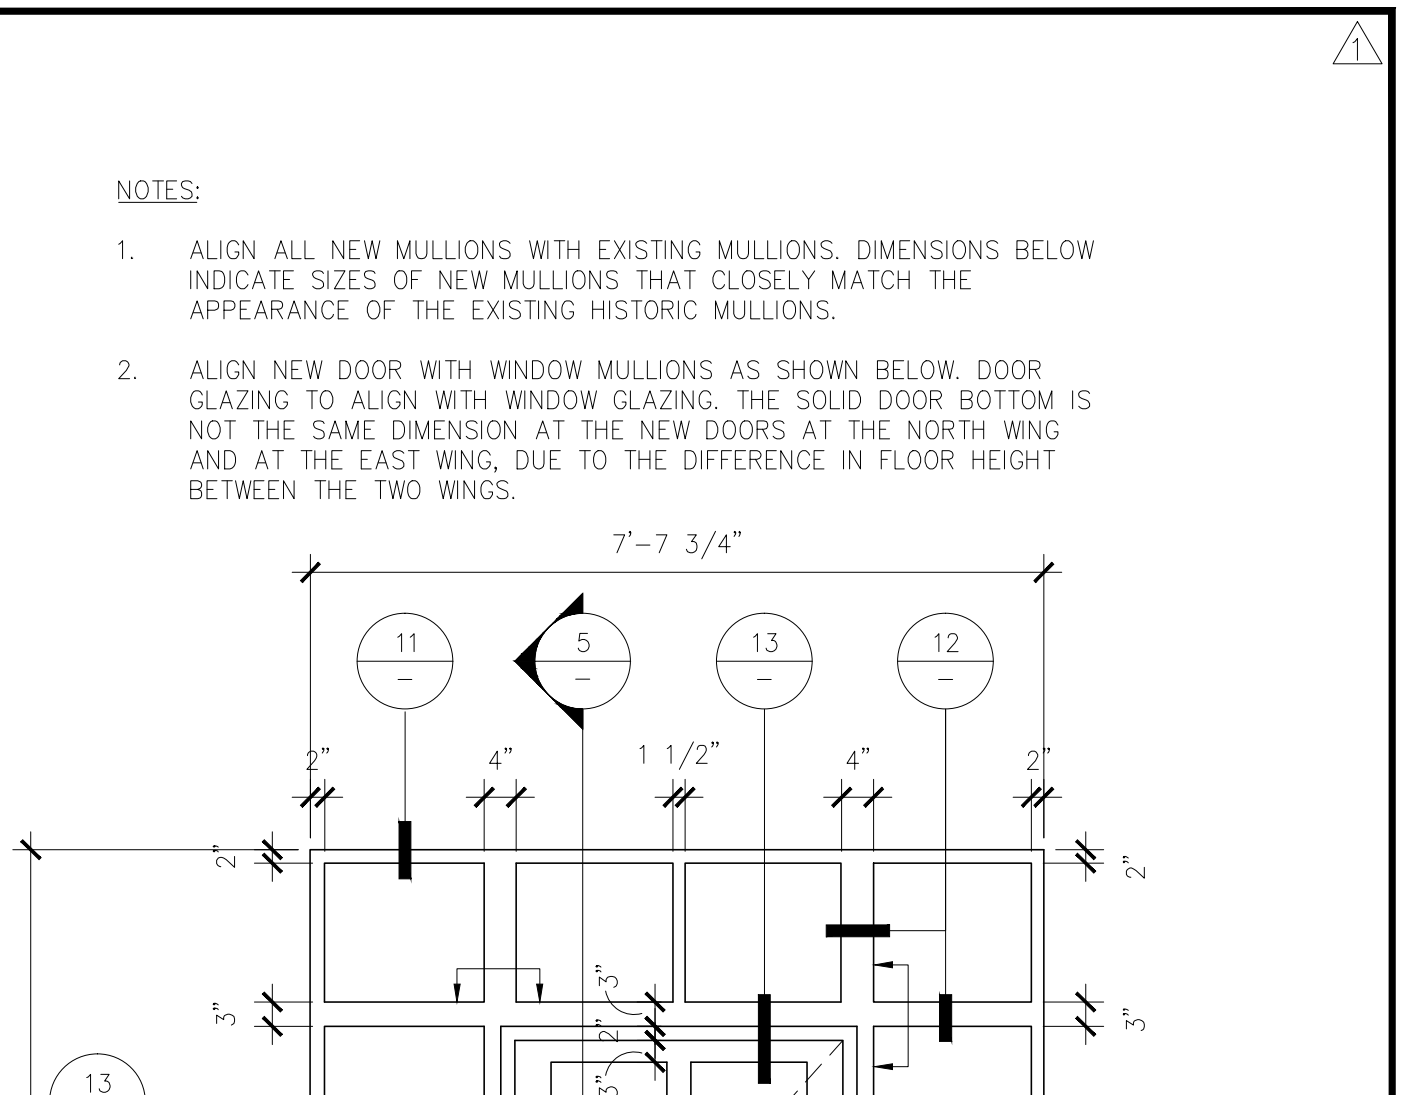 1
NOTES:
1. ALIGN ALL NEW MULLIONS WITH EXISTING MULLIONS. DIMENSIONS BELOW
INDICATE SIZES OF NEW MULLIONS THAT CLOSELY MATCH THE
APPEARANCE OF THE EXISTING HISTORIC MULLIONS.
2. ALIGN NEW DOOR WITH WINDOW MULLIONS AS SHOWN BELOW. DOOR
GLAZING TO ALIGN WITH WINDOW GLAZING. THE SOLID DOOR BOTTOM IS
NOT THE SAME DIMENSION AT THE NEW DOORS AT THE NORTH WING
AND AT THE EAST WING, DUE TO THE DIFFERENCE IN FLOOR HEIGHT
BETWEEN THE TWO WINGS.
7'-7 3/4"
11
–
5
–
13
–
12
–
2"
4"
1 1/2"
4"
2"
2"
2"
3"
3"
2"
3"
3"
13